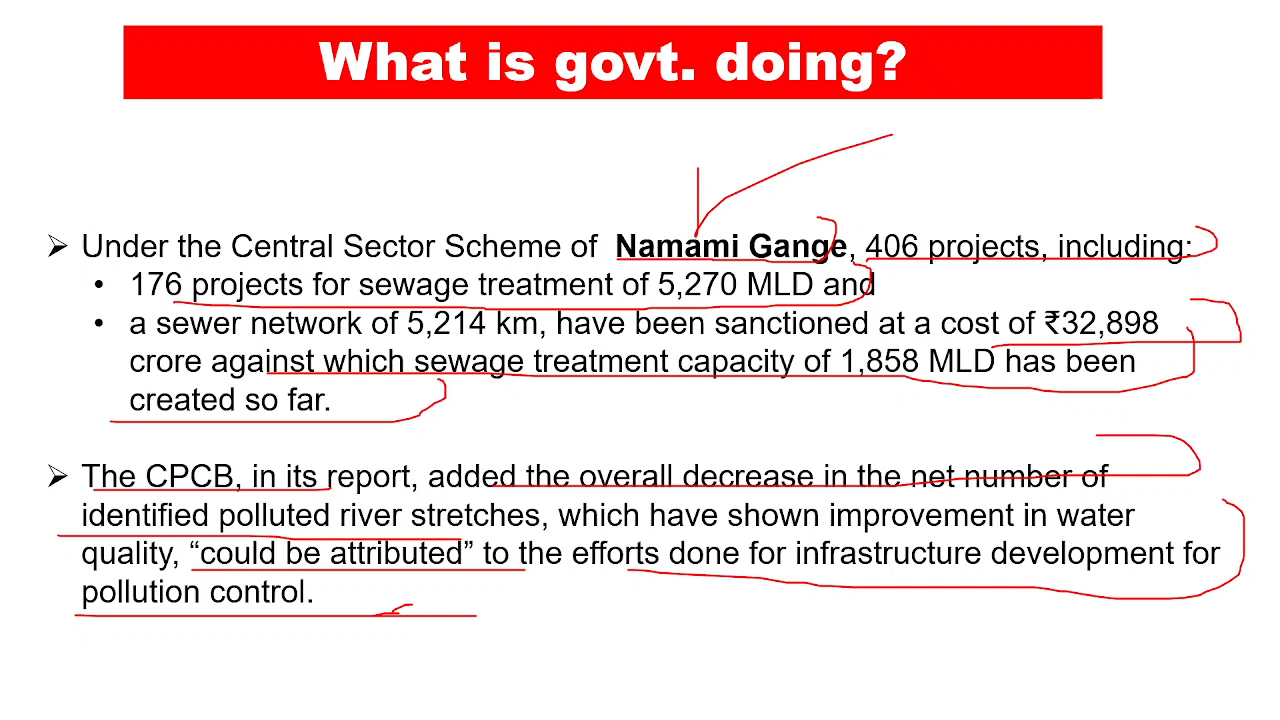 What is govt. doing?
➢ Under the Central Sector Scheme of Namami Gange, 406 projects, including:
• 176 projects for sewage treatment of 5,270 MLD and
• a sewer network of 5,214 km, have been sanctioned at a cost of ₹32,898
crore against which sewage treatment capacity of 1,858 MLD has been
created so far.
➢ The CPCB, in its report, added the overall decrease in the net number of
identified polluted river stretches, which have shown improvement in water
quality, “could be attributed” to the efforts done for infrastructure development for
pollution control.